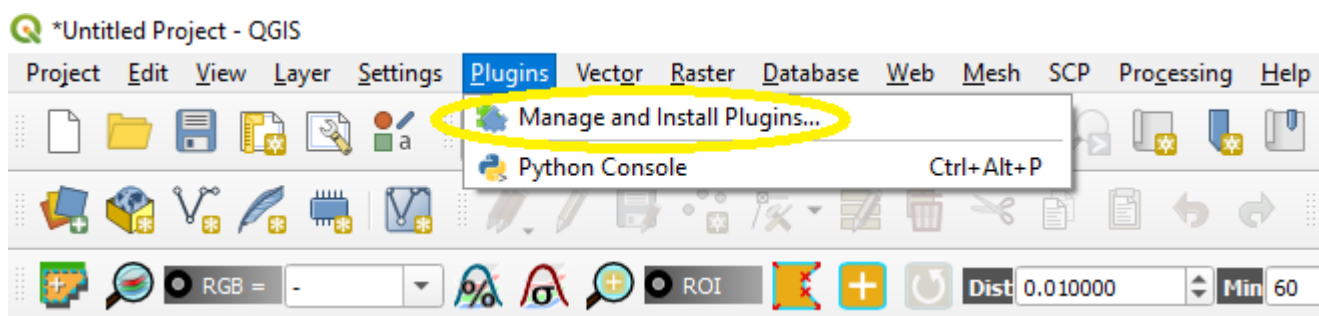 *Untitled Project - QGIS
Project Edit View Layer Settings Plugins Vector Raster Database Web Mesh SCP Processing Help
Manage and Install Plugins...
a
Python Console Ctrl+Alt+P
RGB = - % σ ROI Dist 0.010000 Min 60